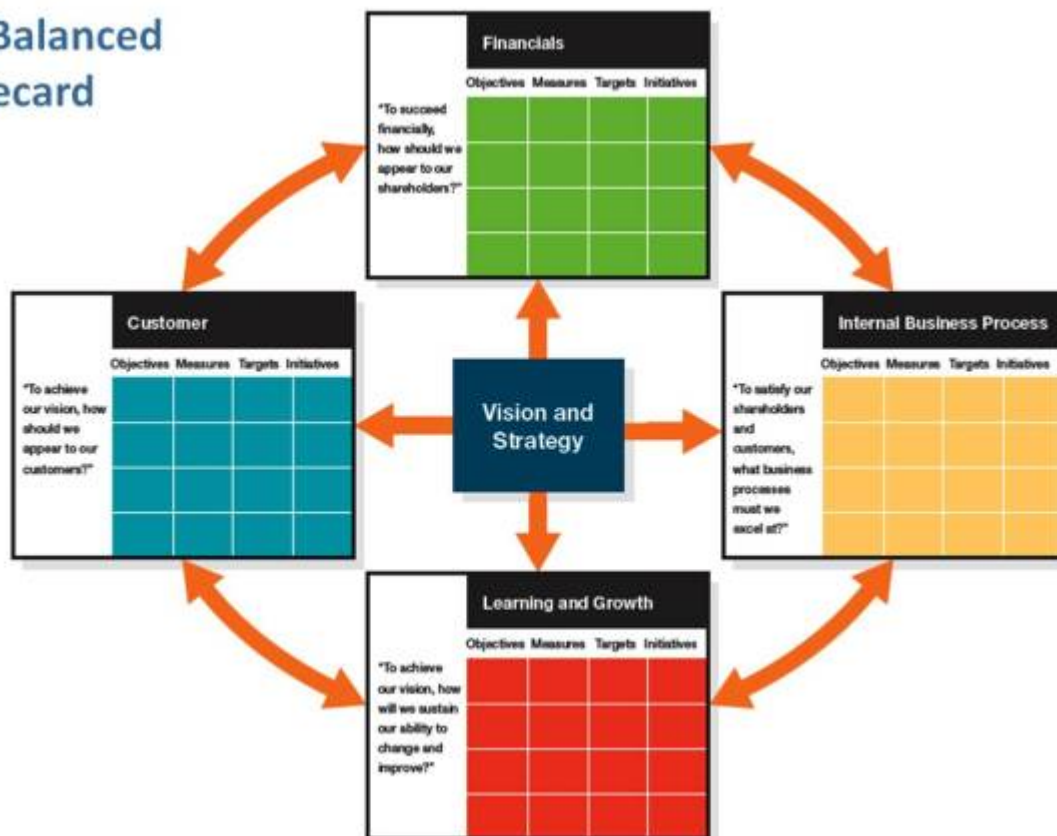 Balanced
ecard
Financials
Objectives Measures Targets Initiatives
"To succeed
financially,
how should we
appear to our
shareholders?"
Customer
Objectives Measures Targets Initiatives
"To achieve
our vision, how
should we
appear to our
customers?"
Vision and
Strategy
Internal Business Process
Objectives Measures Targets Initiatives
"To satisfy our
shareholders
and
customers,
what business
processes
must we
excel at?"
Learning and Growth
Objectives Measures Targets Initiatives
"To achieve
our vision, how
will we sustain
our ability to
change and
improve?"